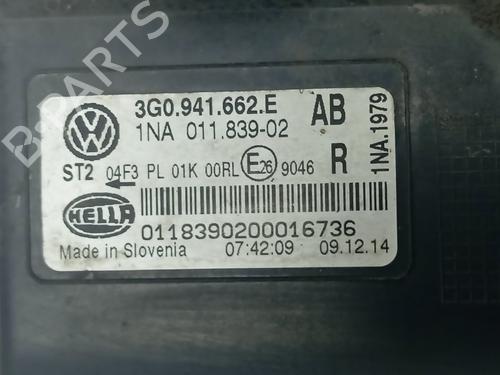 3G0.941.662.E AB
1NA 011.839-02
ST2 04F3 PL 01K 00RL E26 9046 R
1NA.1979
HELLA
0118390200016736
Made in Slovenia 07:42:09 09.12.14
B-Parts